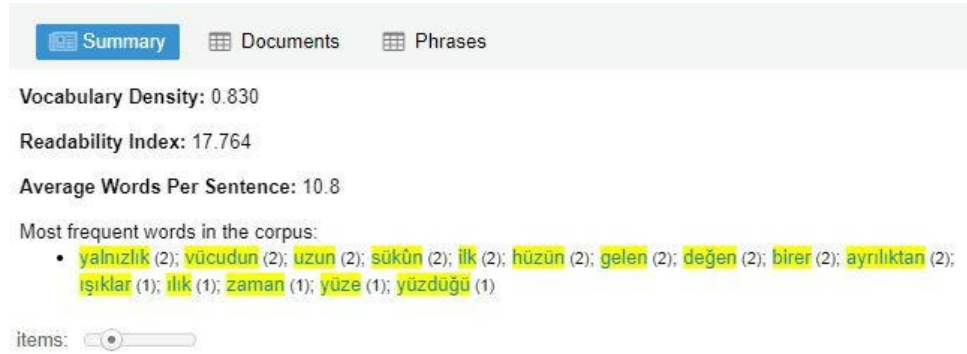 Summary Documents Phrases
Vocabulary Density: 0.830
Readability Index: 17.764
Average Words Per Sentence: 10.8
Most frequent words in the corpus:
• yalnızlık (2); vücudun (2); uzun (2); sükûn (2); ilk (2); hüzün (2); gelen (2); değen (2); birer (2); ayrılıktan (2);
ışıklar (1); ılık (1); zaman (1); yüze (1); yüzdüğü (1)
items: